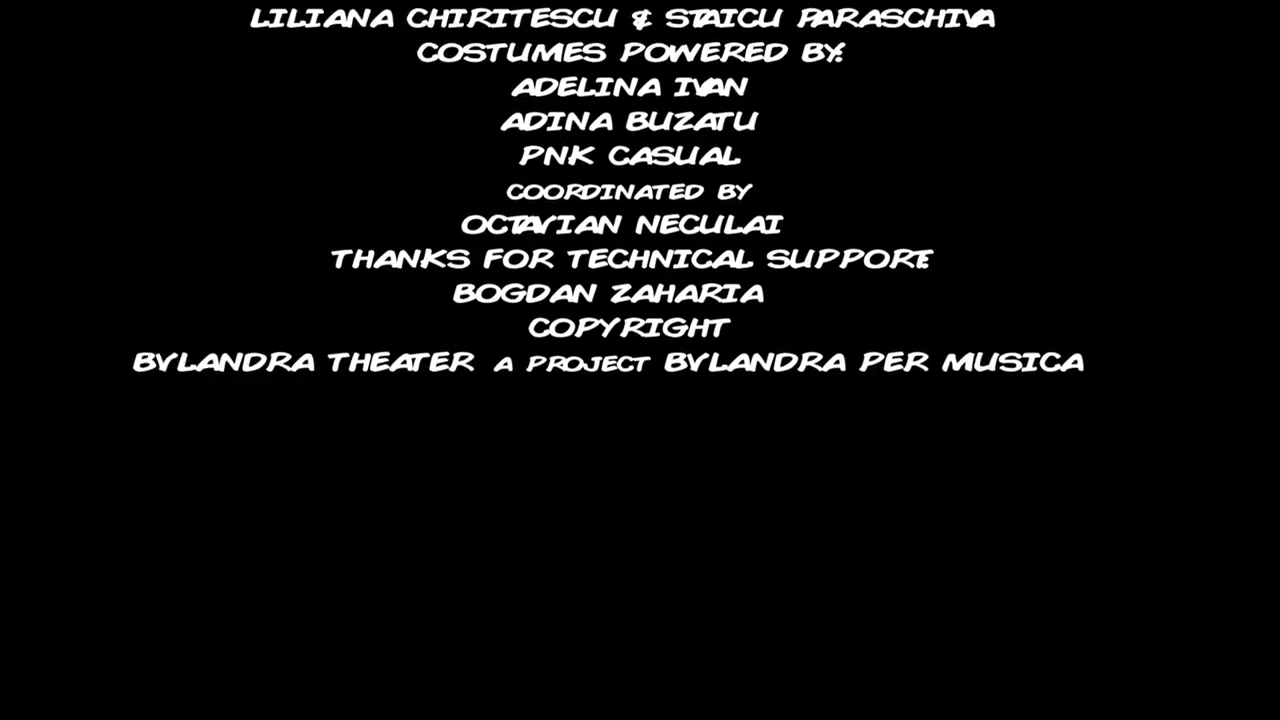 LILIANA CHIRITESCU & STAICU PARASCHIVA
COSTUMES POWERED BY:
ADELINA IVAN
ADINA BUZATU
PNK CASUAL
COORDINATED BY
OCTAVIAN NECULAI
THANKS FOR TECHNICAL SUPPORT:
BOGDAN ZAHARIA
COPYRIGHT
BYLANDRA THEATER A PROJECT BYLANDRA PER MUSICA